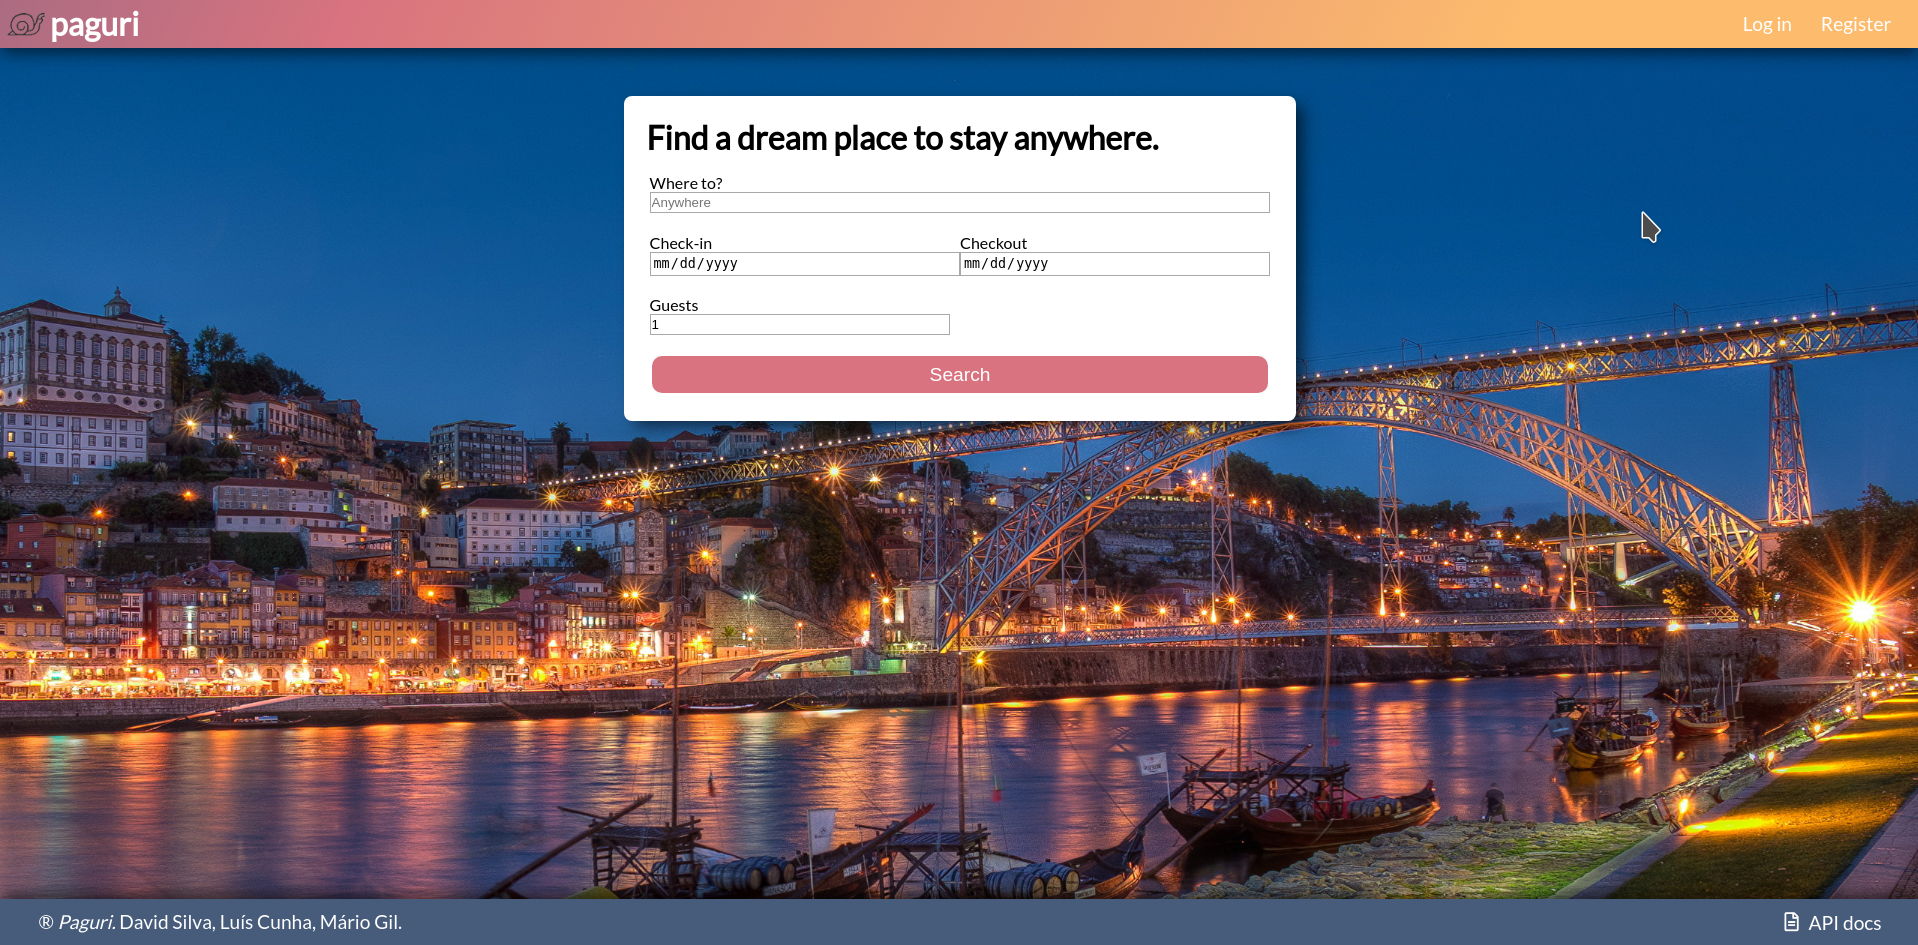 paguri
Log in
Register
Find a dream place to stay anywhere.
Where to?
Anywhere
Check-in
Checkout
mm/dd/yyyy
mm/dd/yyyy
Guests
1
Search
® Paguri. David Silva, Luís Cunha, Mário Gil.
API docs